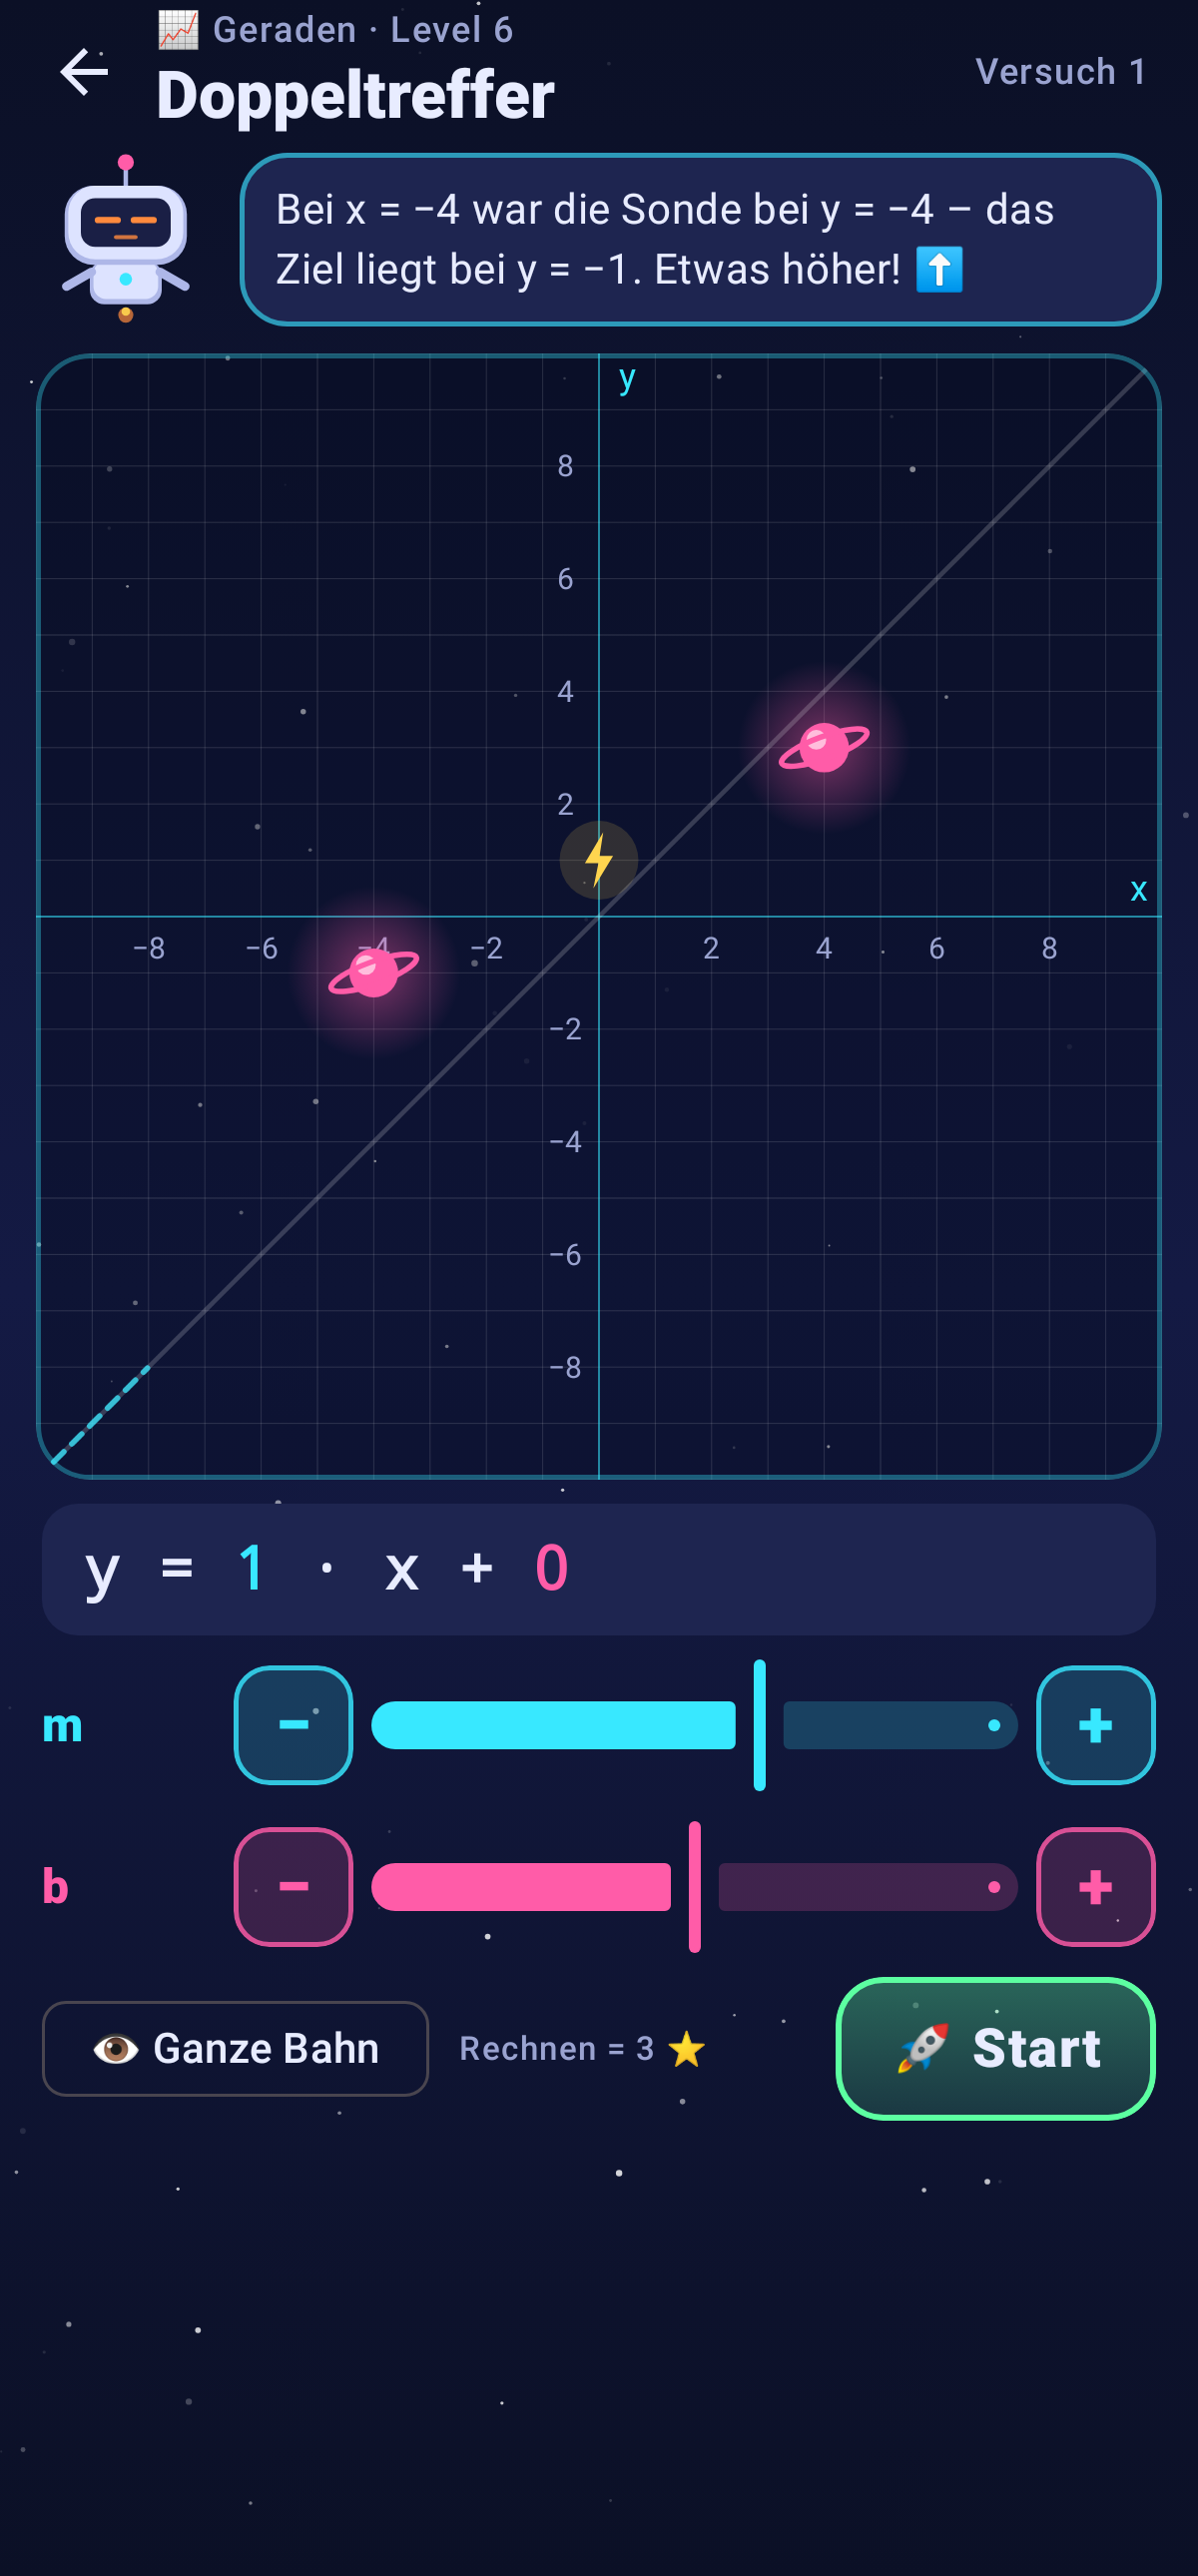 📈 Geraden · Level 6
Doppeltreffer
Versuch 1
Bei x = −4 war die Sonde bei y = −4 – das
Ziel liegt bei y = −1. Etwas höher! ⬆️
y
8
6
4
2
x
−8 −6 −4 −2 2 4 6 8
−2
−4
−6
−8
y = 1 · x + 0
m − +
b − +
👁️ Ganze Bahn
Rechnen = 3 ⭐
🚀 Start